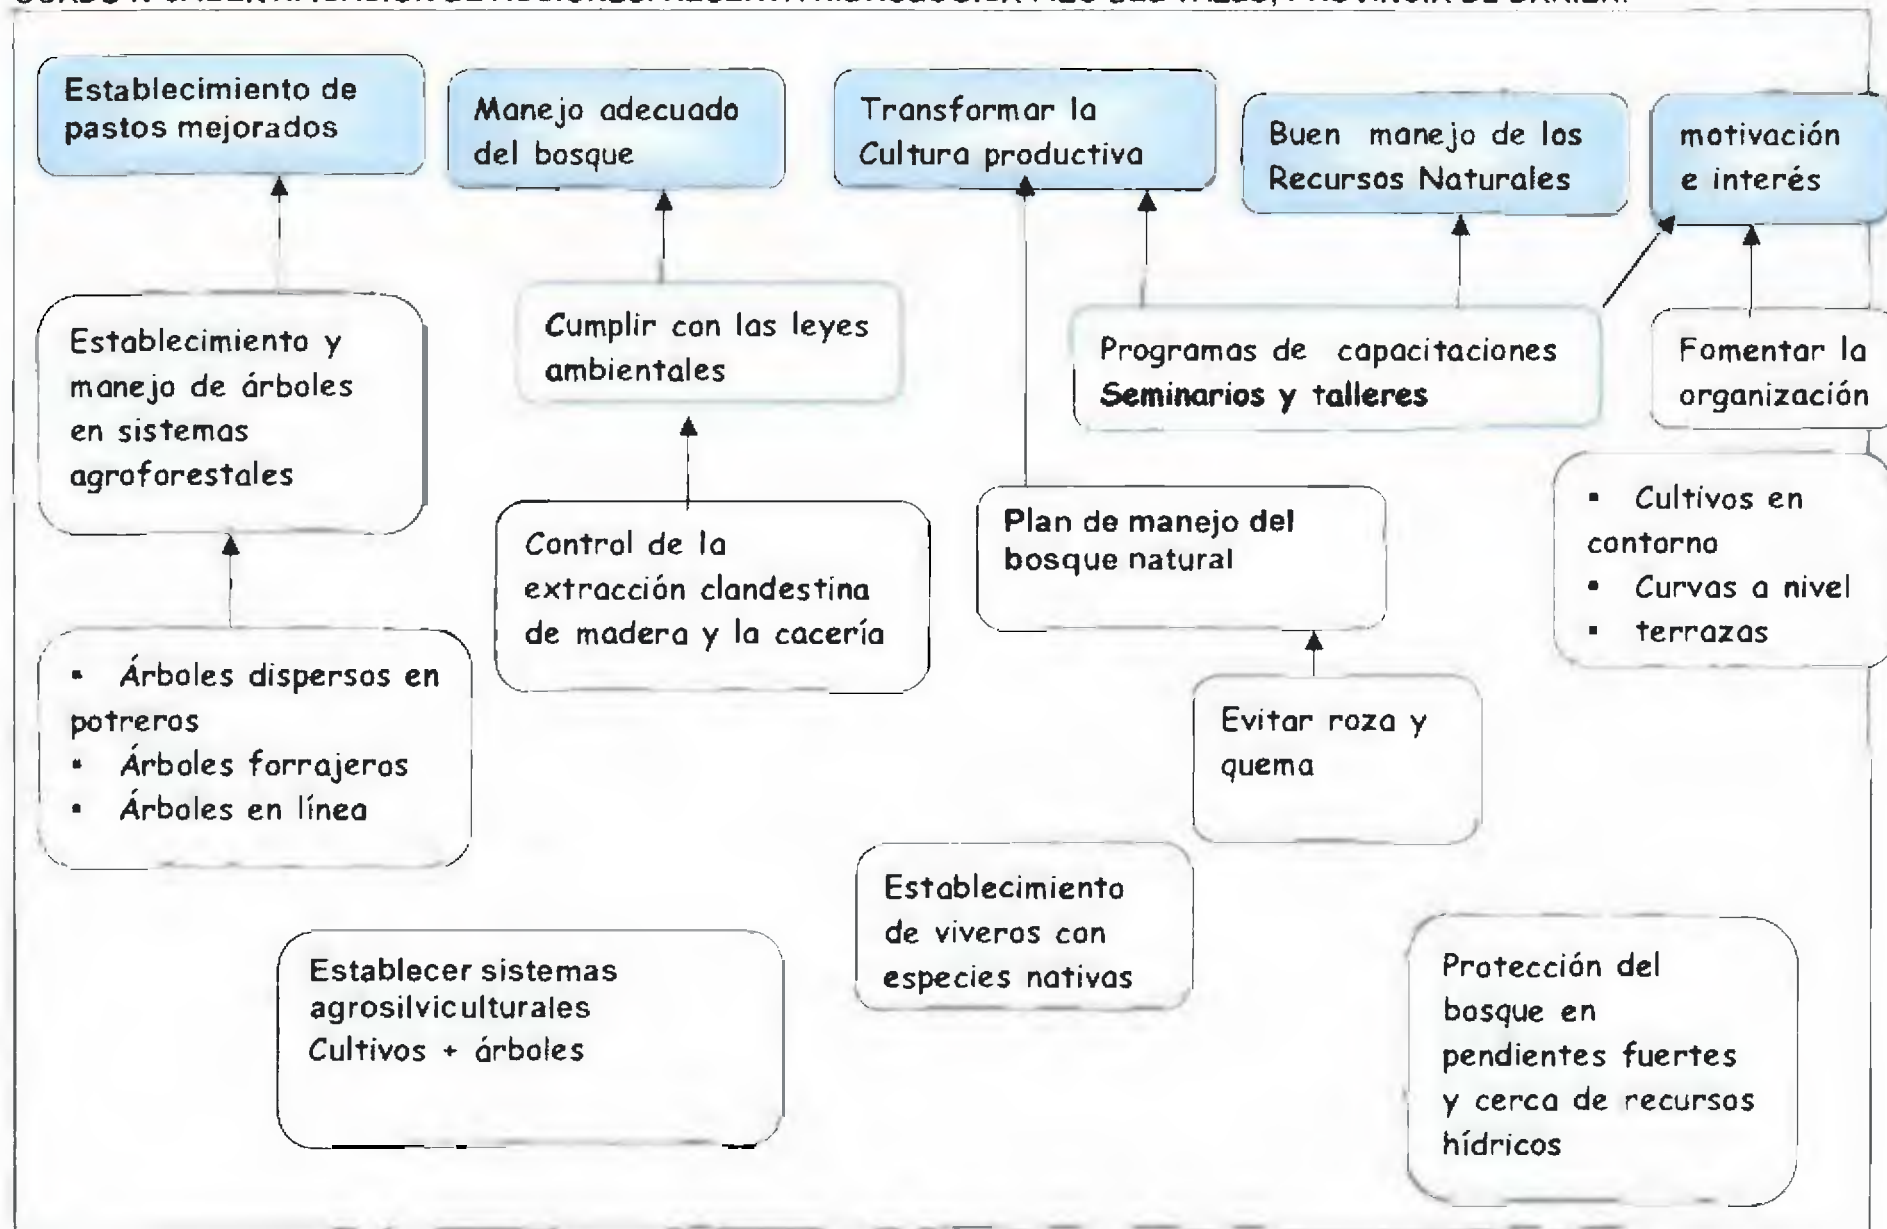 Establecimiento de
pastos mejorados
Manejo adecuado
del bosque
Transformar la
Cultura productiva
Buen manejo de los
Recursos Naturales
motivación
e interés
Establecimiento y
manejo de árboles
en sistemas
agroforestales
Cumplir con las leyes
ambientales
Programas de capacitaciones
Seminarios y talleres
Fomentar la
organización
Control de la
extracción clandestina
de madera y la cacería
Plan de manejo del
bosque natural
▪ Cultivos en
contorno
▪ Curvas a nivel
▪ terrazas
▪ Árboles dispersos en
potreros
▪ Árboles forrajeros
▪ Árboles en línea
Evitar roza y
quema
Establecimiento
de viveros con
especies nativas
Establecer sistemas
agrosilviculturales
Cultivos + árboles
Protección del
bosque en
pendientes fuertes
y cerca de recursos
hídricos